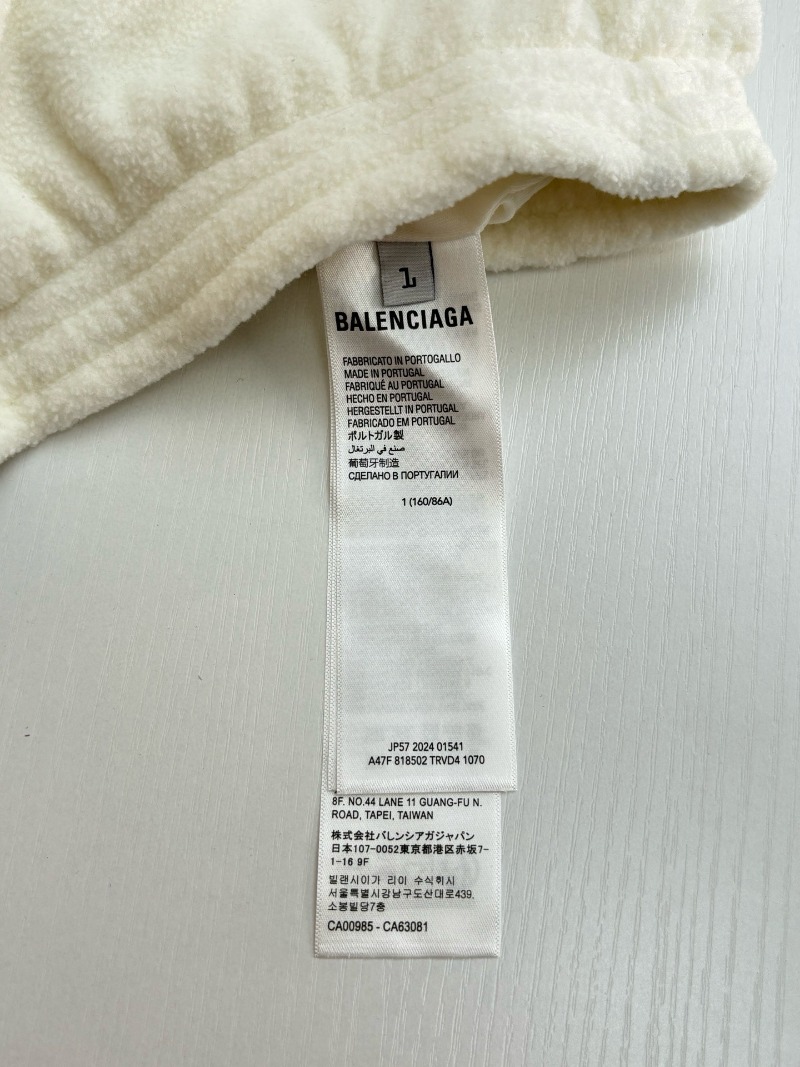 1
BALENCIAGA
FABBRICATO IN PORTOGALLO
MADE IN PORTUGAL
FABRIQUÉ AU PORTUGAL
HECHO EN PORTUGAL
HERGESTELLT IN PORTUGAL
FABRICADO EM PORTUGAL
ポルトガル製
صنع في البرتغال
葡萄牙制造
СДЕЛАНО В ПОРТУГАЛИИ
1 (160/86A)
JP57 2024 01541
A47F 818502 TRVD4 1070
8F. NO.44 LANE 11 GUANG-FU N.
ROAD, TAPEI, TAIWAN
株式会社バレンシアガジャパン
日本107-0052東京都港区赤坂7-
1-16 9F
빌랜시이가 리이 수식휘시
서울특별시강남구도산대로439,
소봉빌딩7층
CA00985 - CA63081